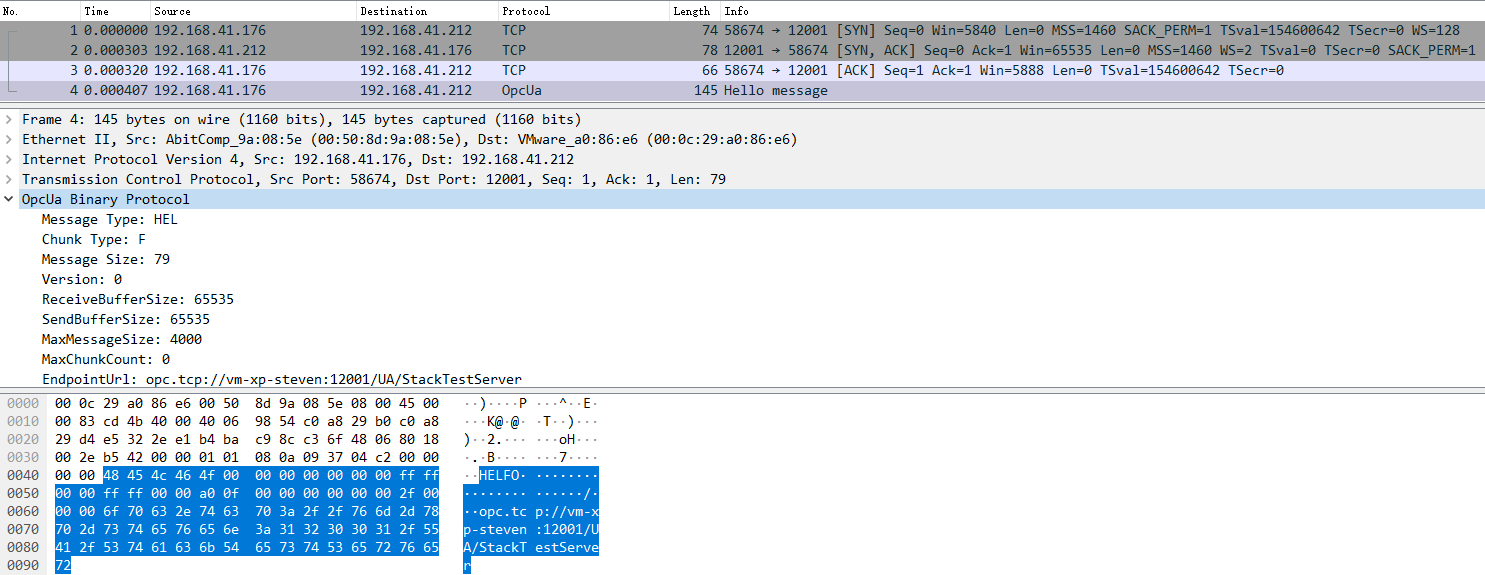 No. Time Source Destination Protocol Length Info
1 0.000000 192.168.41.176 192.168.41.212 TCP 74 58674 → 12001 [SYN] Seq=0 Win=5840 Len=0 MSS=1460 SACK_PERM=1 TSval=154600642 TSecr=0 WS=128
2 0.000303 192.168.41.212 192.168.41.176 TCP 78 12001 → 58674 [SYN, ACK] Seq=0 Ack=1 Win=65535 Len=0 MSS=1460 WS=2 TSval=0 TSecr=0 SACK_PERM=1
3 0.000320 192.168.41.176 192.168.41.212 TCP 66 58674 → 12001 [ACK] Seq=1 Ack=1 Win=5888 Len=0 TSval=154600642 TSecr=0
4 0.000407 192.168.41.176 192.168.41.212 OpcUa 145 Hello message
Frame 4: 145 bytes on wire (1160 bits), 145 bytes captured (1160 bits)
Ethernet II, Src: AbitComp_9a:08:5e (00:50:8d:9a:08:5e), Dst: VMware_a0:86:e6 (00:0c:29:a0:86:e6)
Internet Protocol Version 4, Src: 192.168.41.176, Dst: 192.168.41.212
Transmission Control Protocol, Src Port: 58674, Dst Port: 12001, Seq: 1, Ack: 1, Len: 79
OpcUa Binary Protocol
Message Type: HEL
Chunk Type: F
Message Size: 79
Version: 0
ReceiveBufferSize: 65535
SendBufferSize: 65535
MaxMessageSize: 4000
MaxChunkCount: 0
EndpointUrl: opc.tcp://vm-xp-steven:12001/UA/StackTestServer
0000 00 0c 29 a0 86 e6 00 50 8d 9a 08 5e 08 00 45 00 ··)····P ···^··E·
0010 00 83 cd 4b 40 00 40 06 98 54 c0 a8 29 b0 c0 a8 ···K@·@· ·T··)···
0020 29 d4 e5 32 2e e1 b4 ba c9 8c c3 6f 48 06 80 18 )··2.··· ···oH···
0030 00 2e b5 42 00 00 01 01 08 0a 09 37 04 c2 00 00 ·.·B···· ···7····
0040 00 00 48 45 4c 46 4f 00 00 00 00 00 00 00 ff ff ··HELFO· ········
0050 00 00 ff ff 00 00 a0 0f 00 00 00 00 00 00 2f 00 ········ ······/·
0060 00 00 6f 70 63 2e 74 63 70 3a 2f 2f 76 6d 2d 78 ··opc.tc p://vm-x
0070 70 2d 73 74 65 76 65 6e 3a 31 32 30 30 31 2f 55 p-steven :12001/U
0080 41 2f 53 74 61 63 6b 54 65 73 74 53 65 72 76 65 A/StackT estServe
0090 72 r